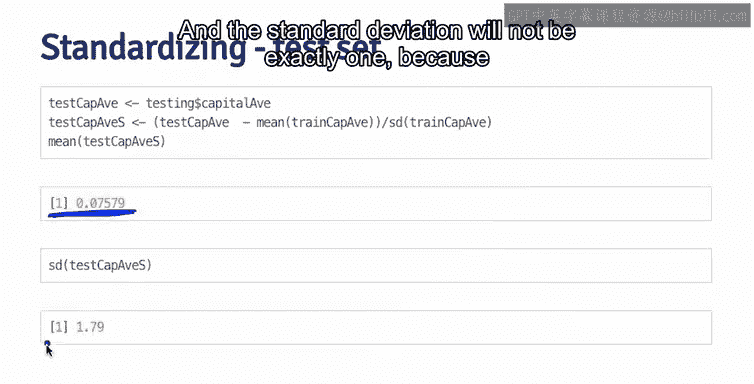 And the standard deviation will not be
exactly one, because
Standardizing - test set
testCapAve <- testing$capitalAve
testCapAveS <- (testCapAve  - mean(trainCapAve))/sd(trainCapAve)
mean(testCapAveS)
[1] 0.07579
sd(testCapAveS)
[1] 1.79